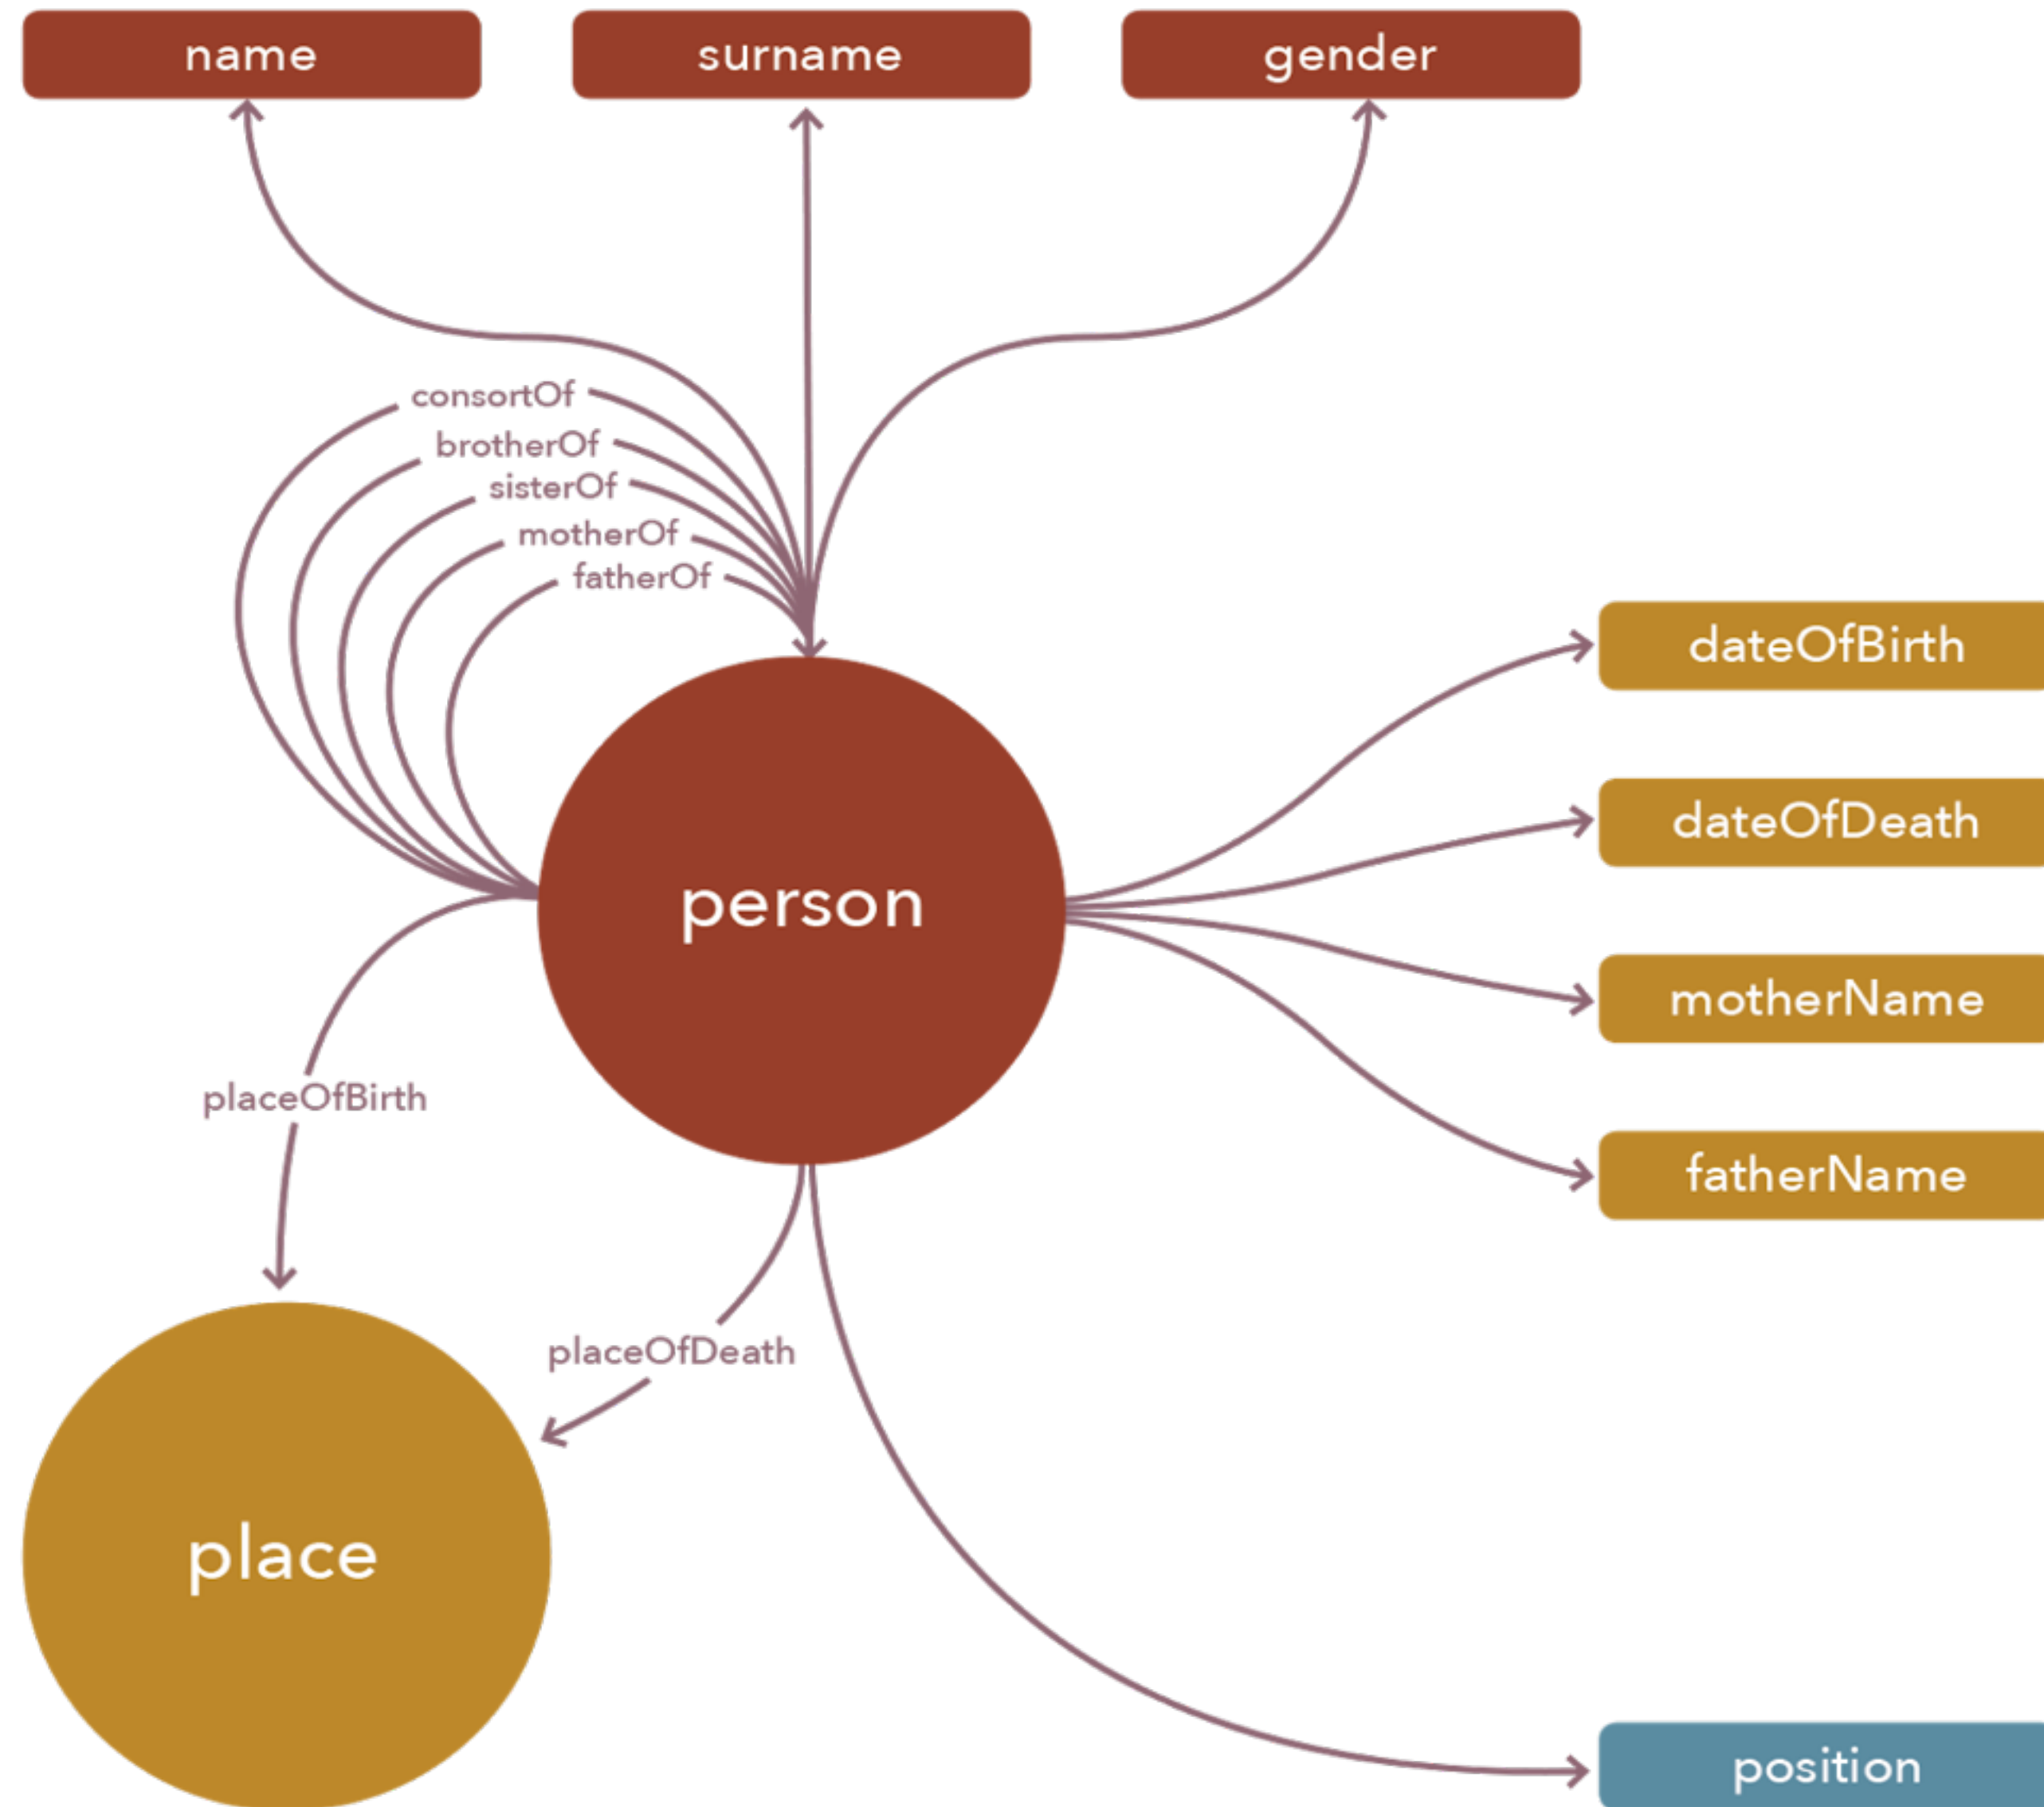 name
surname
gender
consortOf
brotherOf
sisterOf
motherOf
fatherOf
dateOfBirth
dateOfDeath
person
motherName
placeOfBirth
fatherName
placeOfDeath
place
position